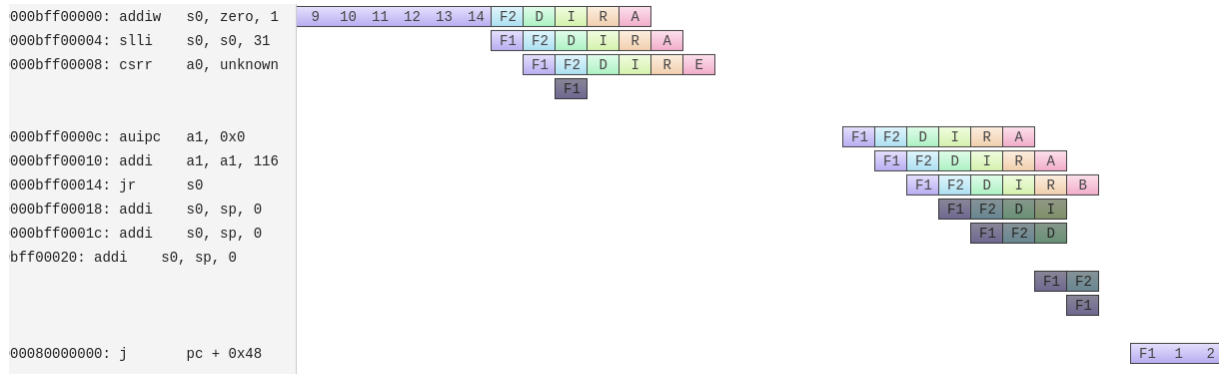 000bff00000: addiw s0, zero, 1 9 10 11 12 13 14 F2 D I R A
000bff00004: slli s0, s0, 31 F1 F2 D I R A
000bff00008: csrr a0, unknown F1 F2 D I R E
F1
000bff0000c: auipc a1, 0x0 F1 F2 D I R A
000bff00010: addi a1, a1, 116 F1 F2 D I R A
000bff00014: jr s0 F1 F2 D I R B
000bff00018: addi s0, sp, 0 F1 F2 D I
000bff0001c: addi s0, sp, 0 F1 F2 D
bff00020: addi s0, sp, 0
F1 F2
F1
00080000000: j pc + 0x48 F1 1 2